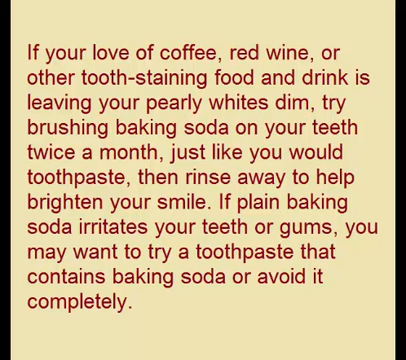 If your love of coffee, red wine, or
other tooth-staining food and drink is
leaving your pearly whites dim, try
brushing baking soda on your teeth
twice a month, just like you would
toothpaste, then rinse away to help
brighten your smile. If plain baking
soda irritates your teeth or gums, you
may want to try a toothpaste that
contains baking soda or avoid it
completely.